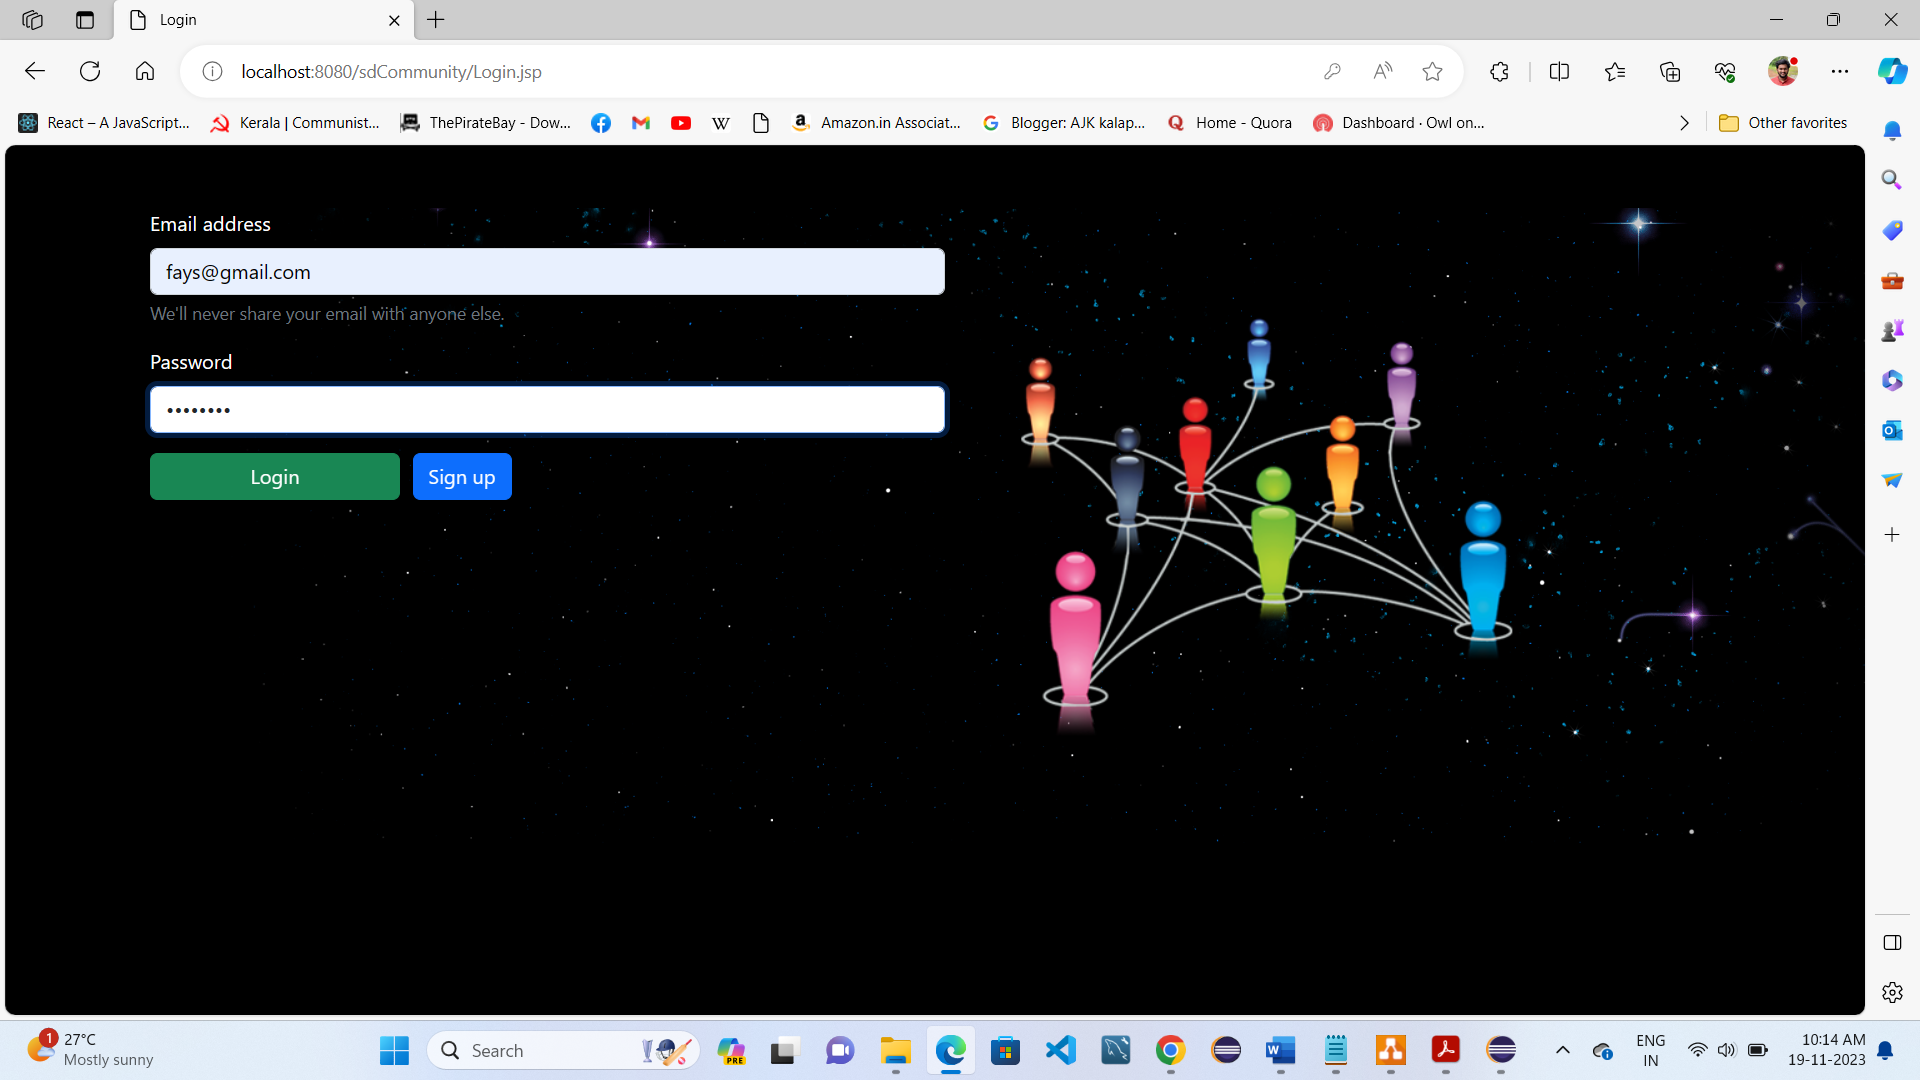 Login
localhost:8080/sdCommunity/Login.jsp
React – A JavaScript...
Kerala | Communist...
ThePirateBay - Dow...
W
Amazon.in Associat...
Blogger: AJK kalap...
Home - Quora
Dashboard · Owl on...
Other favorites
Email address
fays@gmail.com
We'll never share your email with anyone else.
Password
••••••••
Login
Sign up
1
27°C
Mostly sunny
Search
PRE
ENG
IN
10:14 AM
19-11-2023